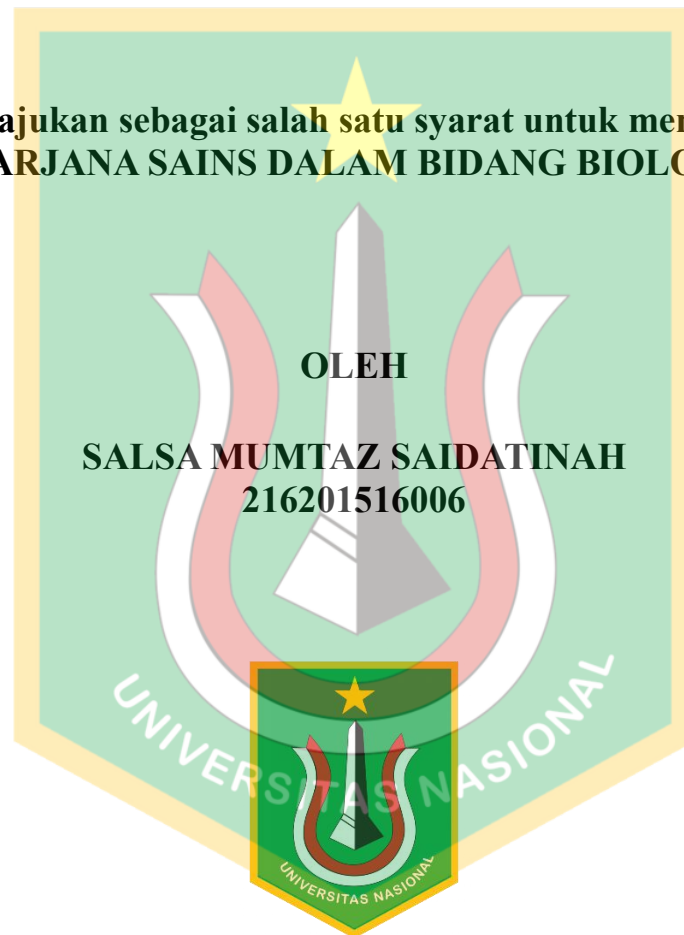 ajukan sebagai salah satu syarat untuk me
ARJANA SAINS DALAM BIDANG BIOLO
OLEH
SALSA MUMTAZ SAIDATINAH
216201516006
UNIVERSITAS NASIONAL
UNIVERSITAS NASIONAL